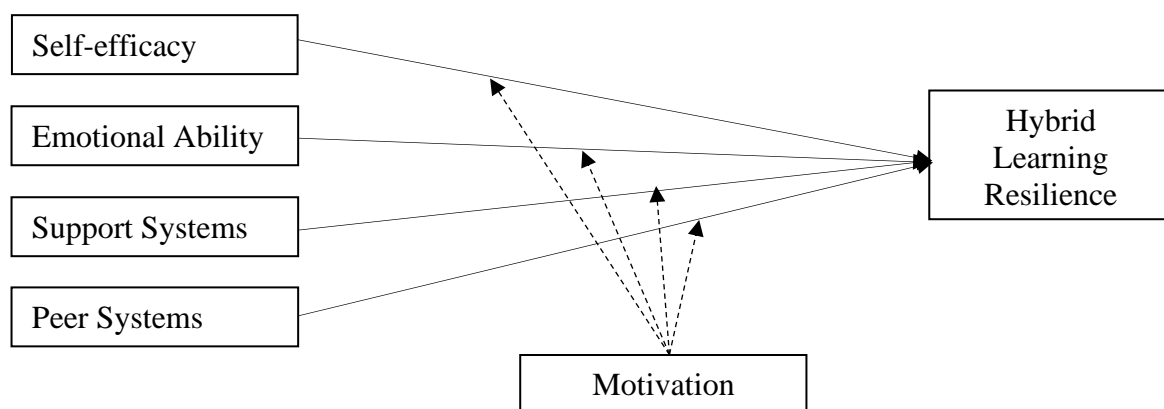 Self-efficacy
Emotional Ability
Support Systems
Peer Systems
Hybrid
Learning
Resilience
Motivation